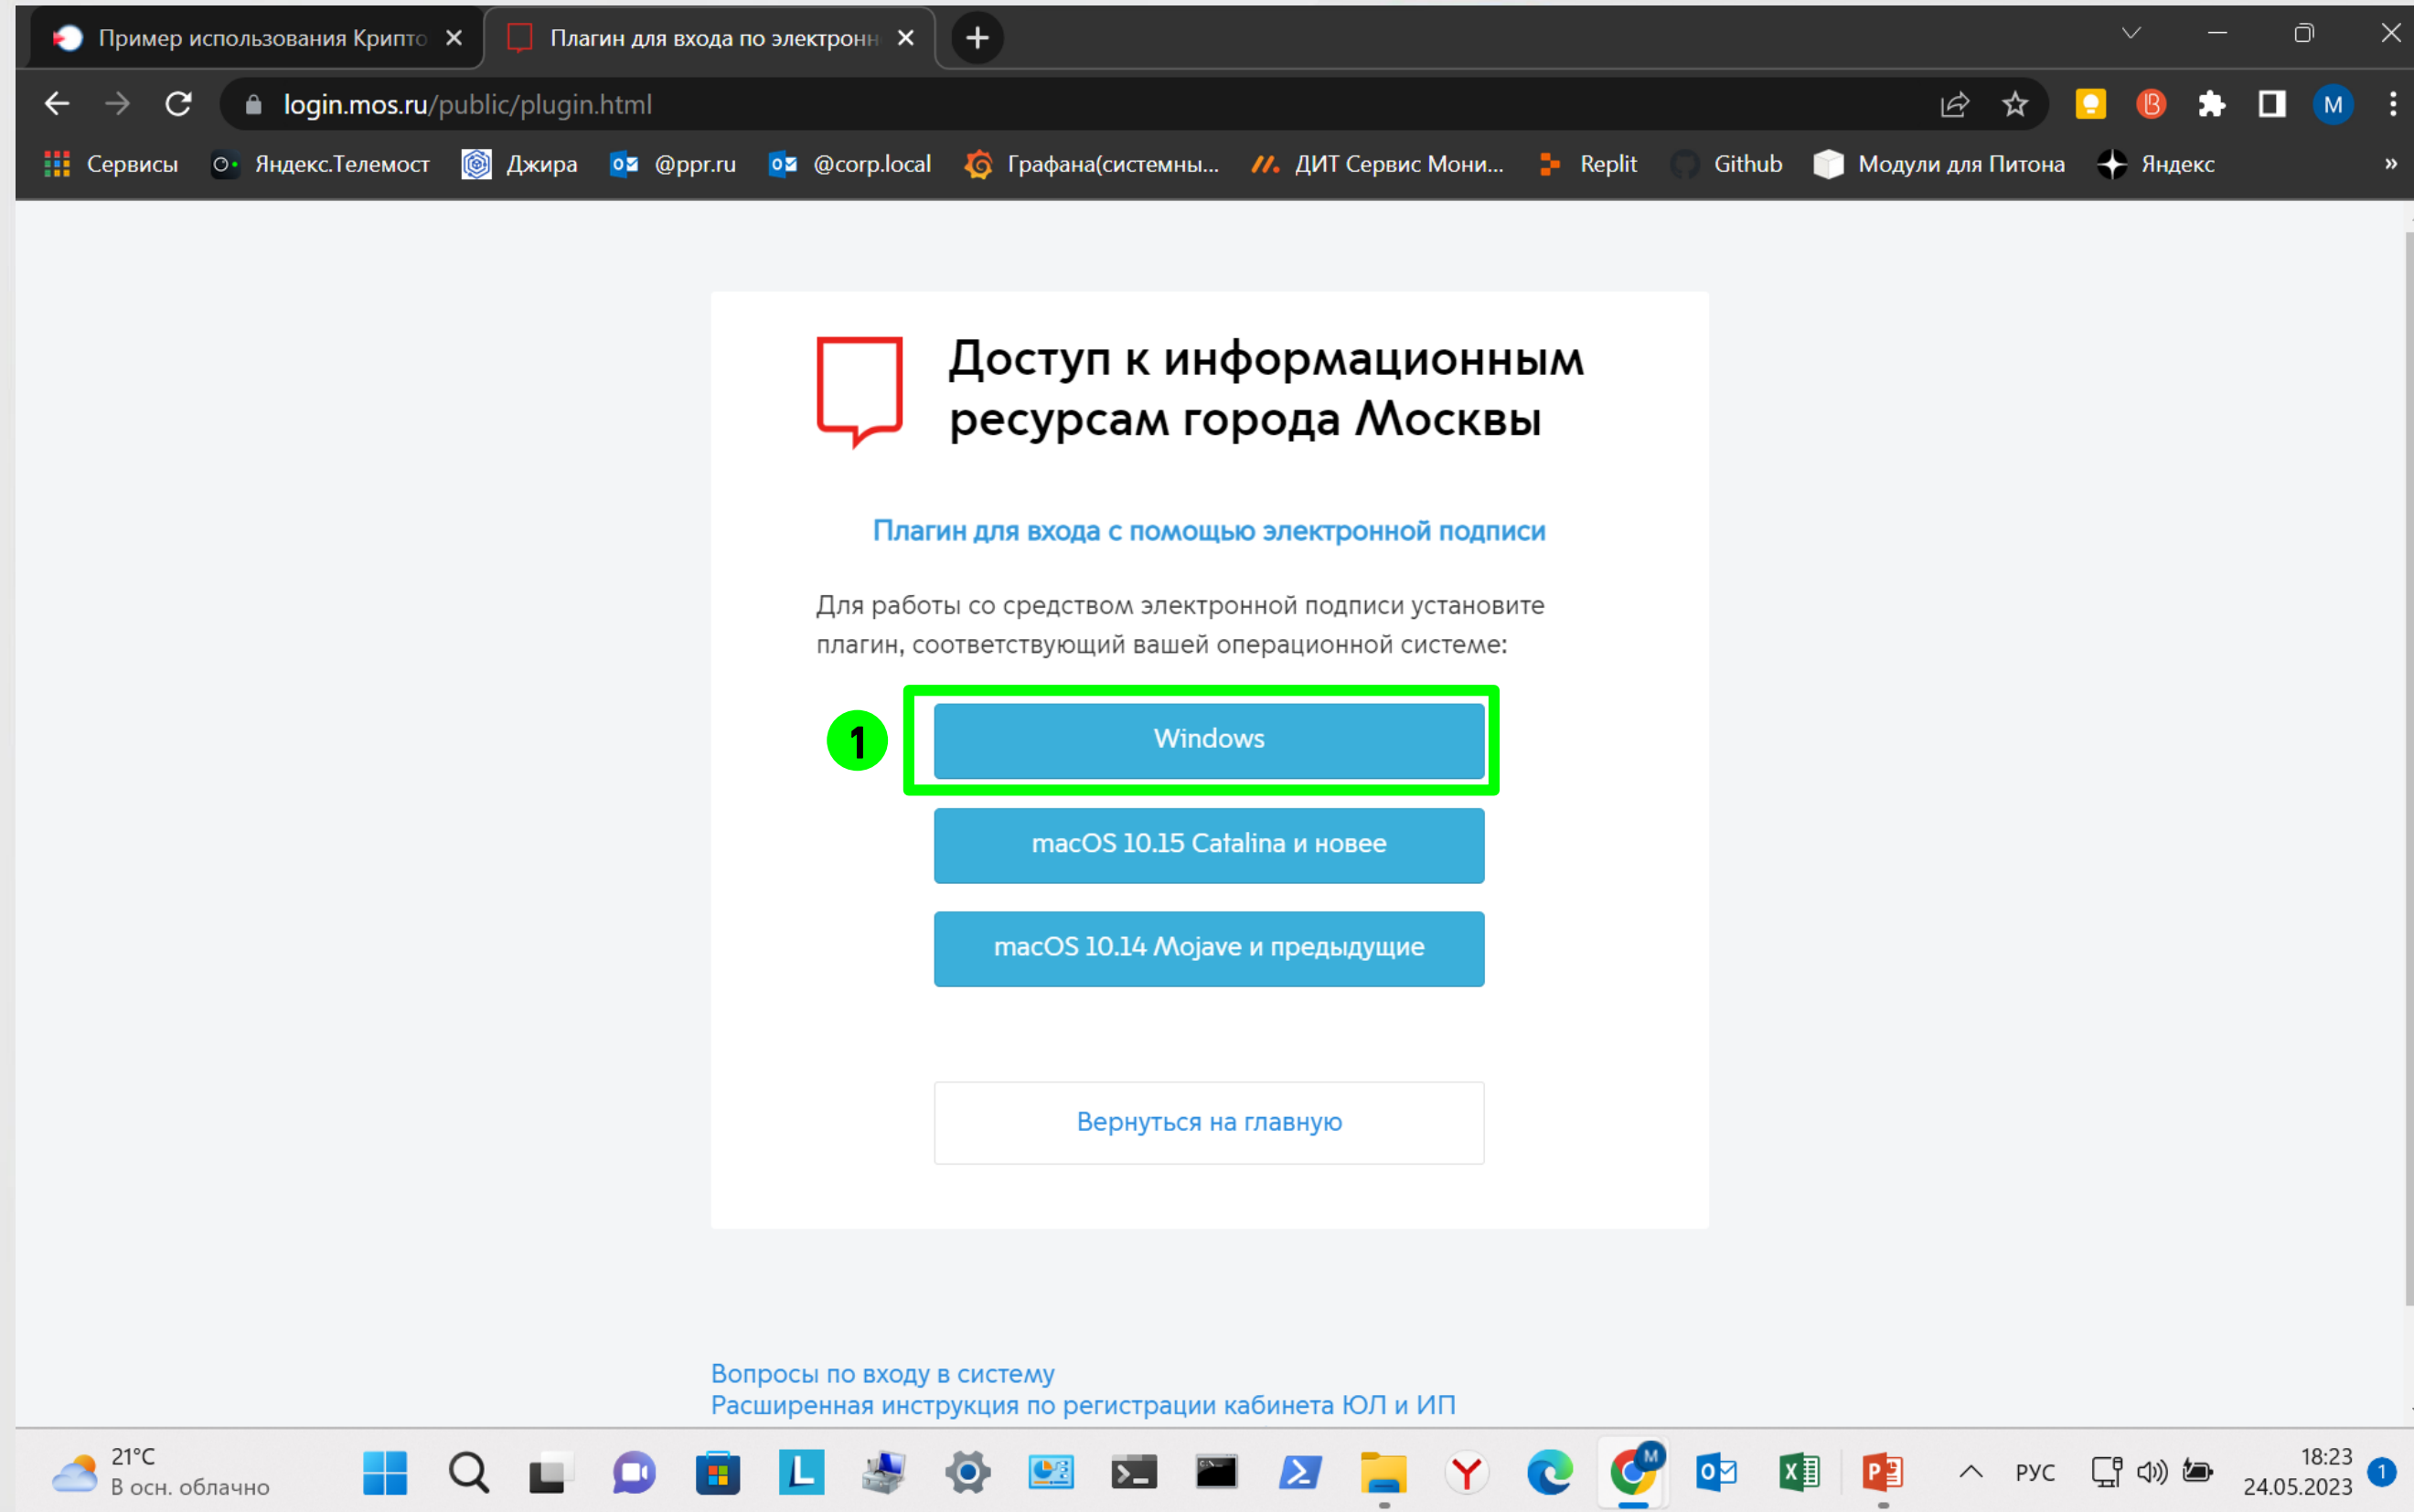 Пример использования Крипто
Плагин для входа по электронн
login.mos.ru/public/plugin.html
M
Сервисы
Яндекс.Телемост
Джира
@ppr.ru
@corp.local
Графана(системны...
ДИТ Сервис Мони...
Replit
Github
Модули для Питона
Яндекс
»
Доступ к информационным
ресурсам города Москвы
Плагин для входа с помощью электронной подписи
Для работы со средством электронной подписи установите
плагин, соответствующий вашей операционной системе:
1
Windows
macOS 10.15 Catalina и новее
macOS 10.14 Mojave и предыдущие
Вернуться на главную
Вопросы по входу в систему
Расширенная инструкция по регистрации кабинета ЮЛ и ИП
21°C
В осн. облачно
РУС
18:23
24.05.2023
1